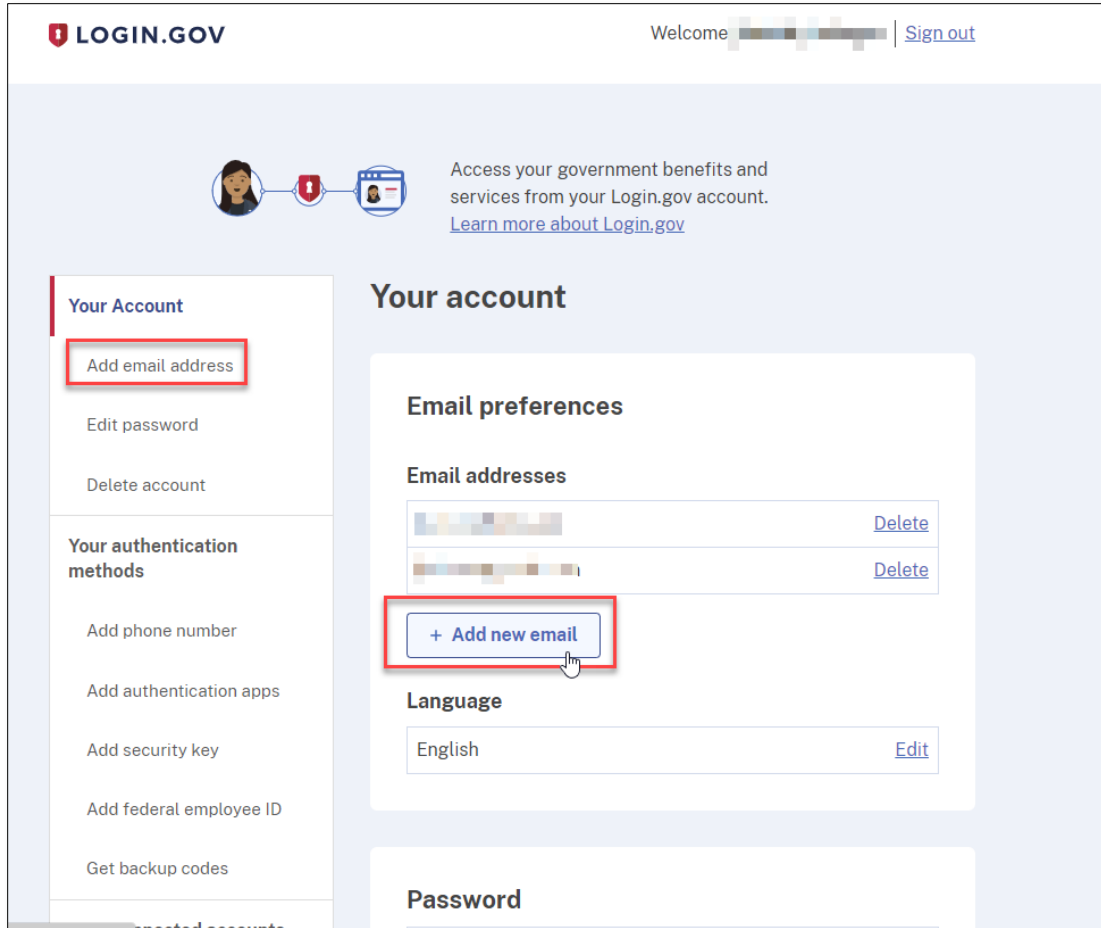 LOGIN.GOV
Welcome
Sign out
Access your government benefits and
services from your Login.gov account.
Learn more about Login.gov
Your Account
Add email address
Edit password
Delete account
Your authentication
methods
Add phone number
Add authentication apps
Add security key
Add federal employee ID
Get backup codes
Your account
Email preferences
Email addresses
Delete
Delete
+ Add new email
Language
English
Edit
Password
accounts